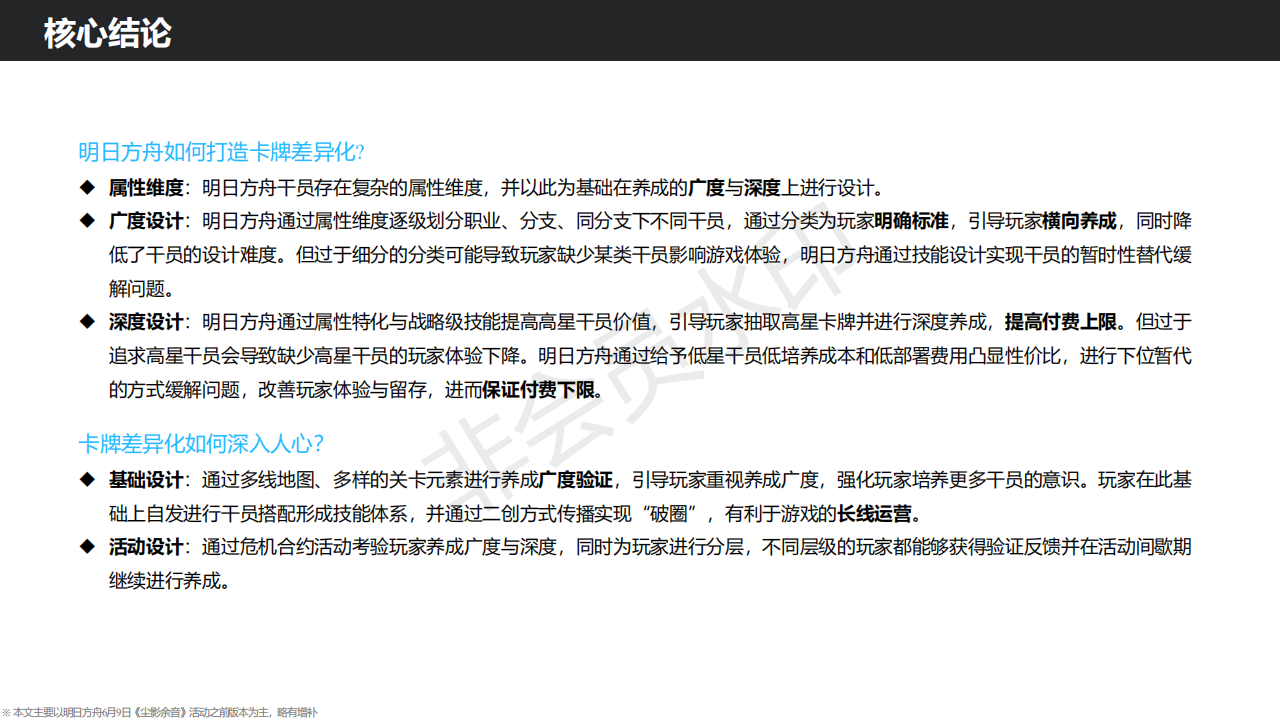 核心结论
明日方舟如何打造卡牌差异化?
◆ 属性维度：明日方舟干员存在复杂的属性维度，并以此为基础在养成的广度与深度上进行设计。
◆ 广度设计：明日方舟通过属性维度逐级划分职业、分支、同分支下不同干员，通过分类为玩家明确标准，引导玩家横向养成，同时降
低了干员的设计难度。但过于细分的分类可能导致玩家缺少某类干员影响游戏体验，明日方舟通过技能设计实现干员的暂时性替代缓
解问题。
◆ 深度设计：明日方舟通过属性特化与战略级技能提高高星干员价值，引导玩家抽取高星卡牌并进行深度养成，提高付费上限。但过于
追求高星干员会导致缺少高星干员的玩家体验下降。明日方舟通过给予低星干员低培养成本和低部署费用凸显性价比，进行下位暂代
的方式缓解问题，改善玩家体验与留存，进而保证付费下限。
卡牌差异化如何深入人心？
◆ 基础设计：通过多线地图、多样的关卡元素进行养成广度验证，引导玩家重视养成广度，强化玩家培养更多干员的意识。玩家在此基
础上自发进行干员搭配形成技能体系，并通过二创方式传播实现“破圈”，有利于游戏的长线运营。
◆ 活动设计：通过危机合约活动考验玩家养成广度与深度，同时为玩家进行分层，不同层级的玩家都能够获得验证反馈并在活动间歇期
继续进行养成。
非会员水印
※ 本文主要以明日方舟6月9日《尘影余音》活动之前版本为主，略有增补